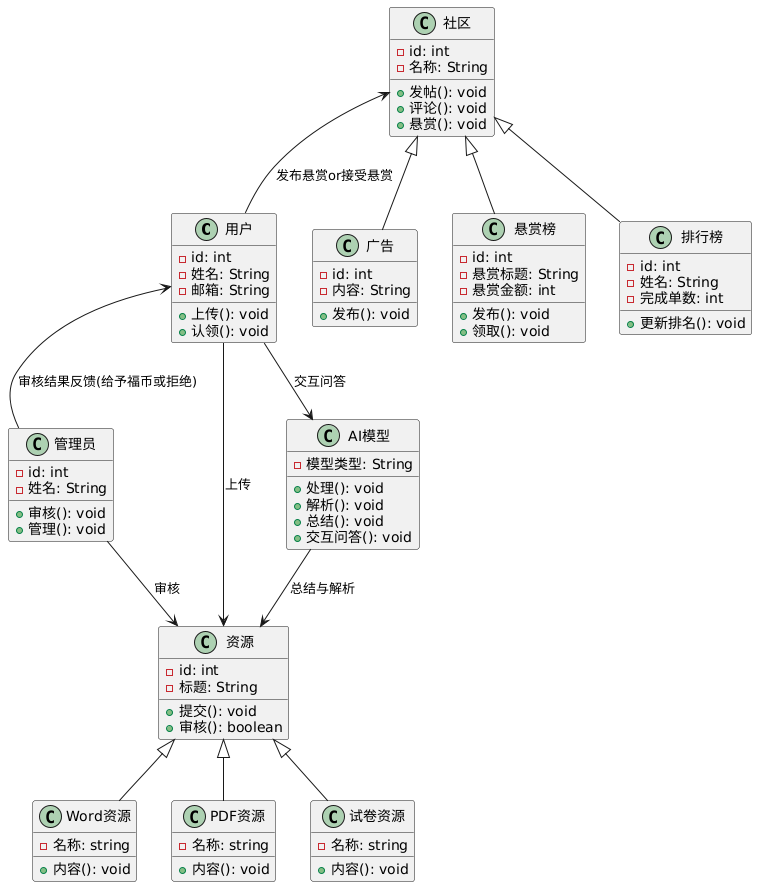 C 社区
id: int
名称: String
发帖(): void
评论(): void
悬赏(): void
发布悬赏or接受悬赏
C 用户
id: int
姓名: String
邮箱: String
上传(): void
认领(): void
C 广告
id: int
内容: String
发布(): void
C 悬赏榜
id: int
悬赏标题: String
悬赏金额: int
发布(): void
领取(): void
C 排行榜
id: int
姓名: String
完成单数: int
更新排名(): void
审核结果反馈(给予福币或拒绝)
交互问答
C 管理员
id: int
姓名: String
审核(): void
管理(): void
上传
C AI模型
模型类型: String
处理(): void
解析(): void
总结(): void
交互问答(): void
审核
总结与解析
C 资源
id: int
标题: String
提交(): void
审核(): boolean
C Word资源
名称: string
内容(): void
C PDF资源
名称: string
内容(): void
C 试卷资源
名称: string
内容(): void